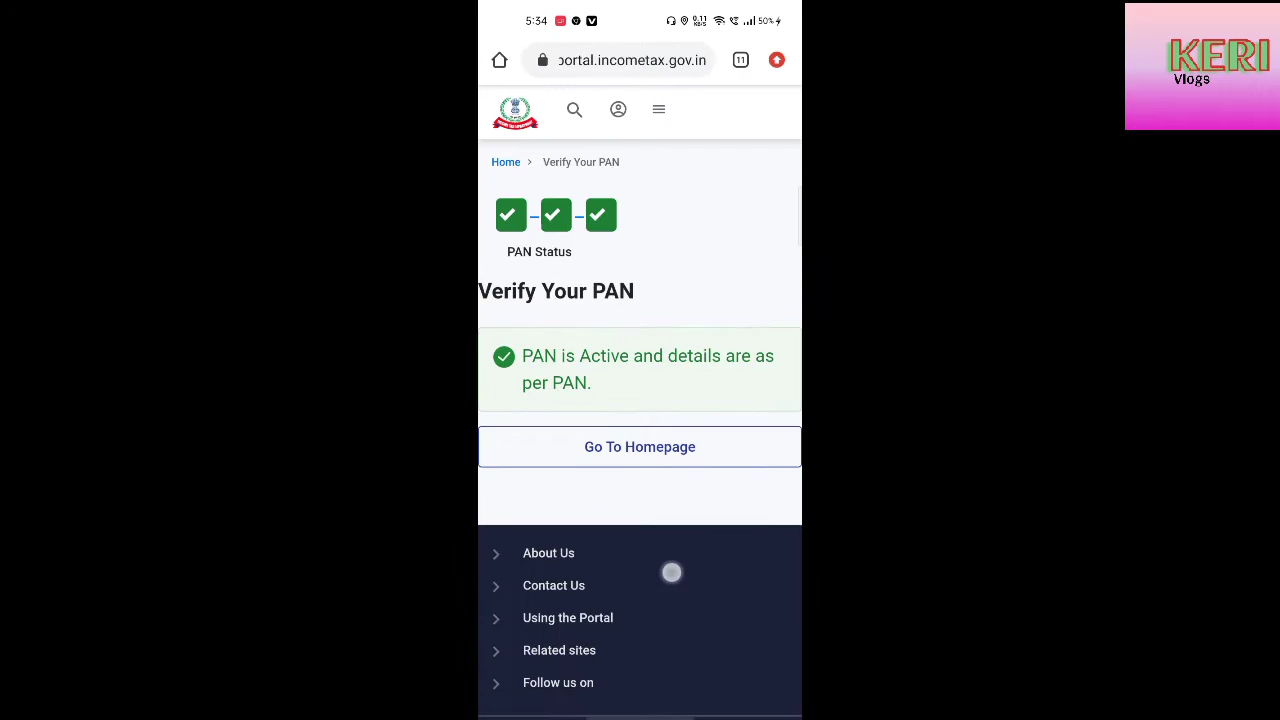 5:34
50%
KERI
Vlogs
portal.incometax.gov.in
11
Home
Verify Your PAN
PAN Status
Verify Your PAN
PAN is Active and details are as
per PAN.
Go To Homepage
About Us
Contact Us
Using the Portal
Related sites
Follow us on